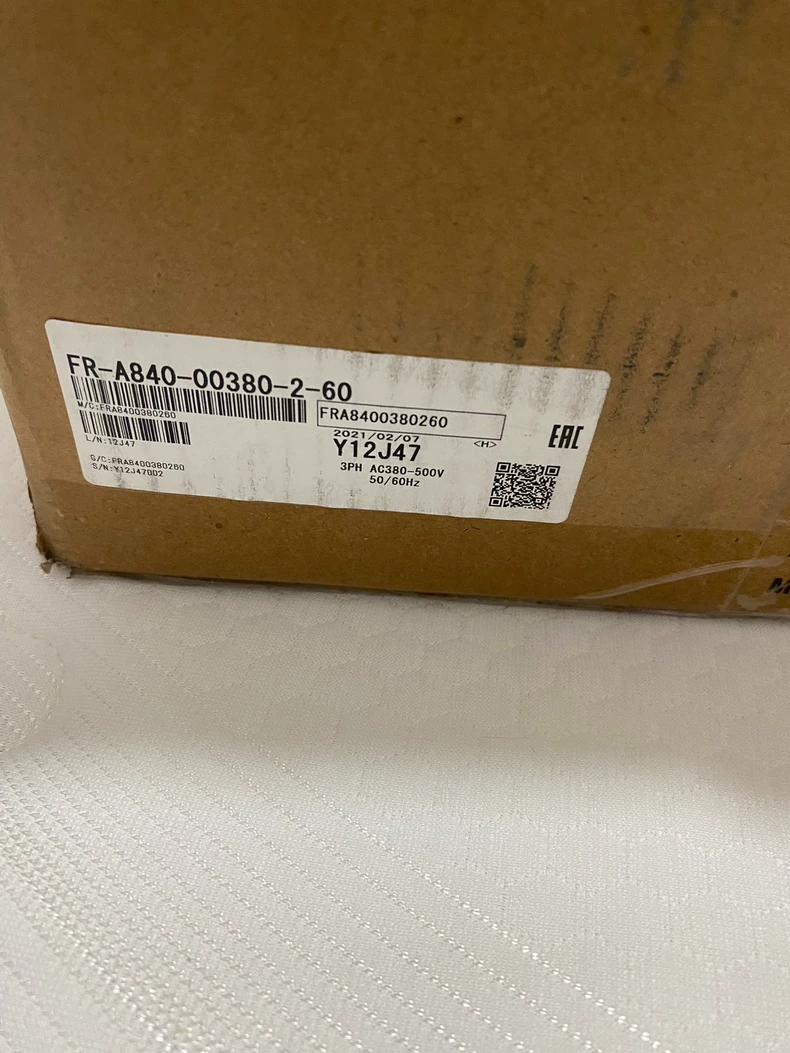 FR-A840-00380-2-60
M/C:FRA8400380260
FRA8400380260
2021/02/07
<H>
EAC
L/N:12J47
Y12J47
3PH AC380-500V
50/60Hz
G/C:FRA8400380260
S/N:Y12J47002